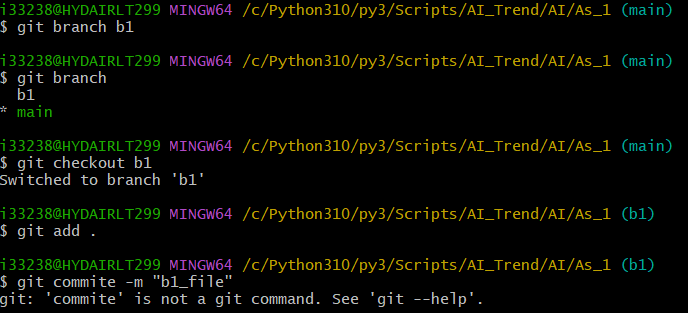 i33238@HYDAIRLT299 MINGW64 /c/Python310/py3/Scripts/AI_Trend/AI/As_1 (main)
$ git branch b1
i33238@HYDAIRLT299 MINGW64 /c/Python310/py3/Scripts/AI_Trend/AI/As_1 (main)
$ git branch
  b1
* main
i33238@HYDAIRLT299 MINGW64 /c/Python310/py3/Scripts/AI_Trend/AI/As_1 (main)
$ git checkout b1
Switched to branch 'b1'
i33238@HYDAIRLT299 MINGW64 /c/Python310/py3/Scripts/AI_Trend/AI/As_1 (b1)
$ git add .
i33238@HYDAIRLT299 MINGW64 /c/Python310/py3/Scripts/AI_Trend/AI/As_1 (b1)
$ git commite -m "b1_file"
git: 'commite' is not a git command. See 'git --help'.